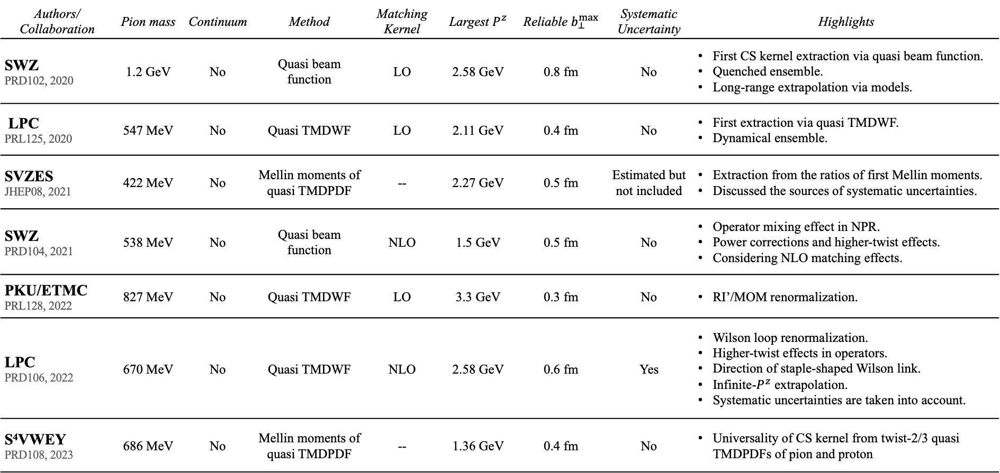 Authors/ Collaboration Pion mass Continuum Method Matching Kernel Largest P^z Reliable b_⊥^max Systematic Uncertainty Highlights
SWZ
PRD102, 2020
1.2 GeV
No
Quasi beam
function
LO
2.58 GeV
0.8 fm
No
• First CS kernel extraction via quasi beam function.
• Quenched ensemble.
• Long-range extrapolation via models.
LPC
PRL125, 2020
547 MeV
No
Quasi TMDWF
LO
2.11 GeV
0.4 fm
No
• First extraction via quasi TMDWF.
• Dynamical ensemble.
SVZES
JHEP08, 2021
422 MeV
No
Mellin moments of
quasi TMDPDF
--
2.27 GeV
0.5 fm
Estimated but
not included
• Extraction from the ratios of first Mellin moments.
• Discussed the sources of systematic uncertainties.
SWZ
PRD104, 2021
538 MeV
No
Quasi beam
function
NLO
1.5 GeV
0.5 fm
No
• Operator mixing effect in NPR.
• Power corrections and higher-twist effects.
• Considering NLO matching effects.
PKU/ETMC
PRL128, 2022
827 MeV
No
Quasi TMDWF
LO
3.3 GeV
0.3 fm
No
• RI’/MOM renormalization.
LPC
PRD106, 2022
670 MeV
No
Quasi TMDWF
NLO
2.58 GeV
0.6 fm
Yes
• Wilson loop renormalization.
• Higher-twist effects in operators.
• Direction of staple-shaped Wilson link.
• Infinite-P^z extrapolation.
• Systematic uncertainties are taken into account.
S⁴VWEY
PRD108, 2023
686 MeV
No
Mellin moments of
quasi TMDPDF
--
1.36 GeV
0.4 fm
No
• Universality of CS kernel from twist-2/3 quasi
TMDPDFs of pion and proton